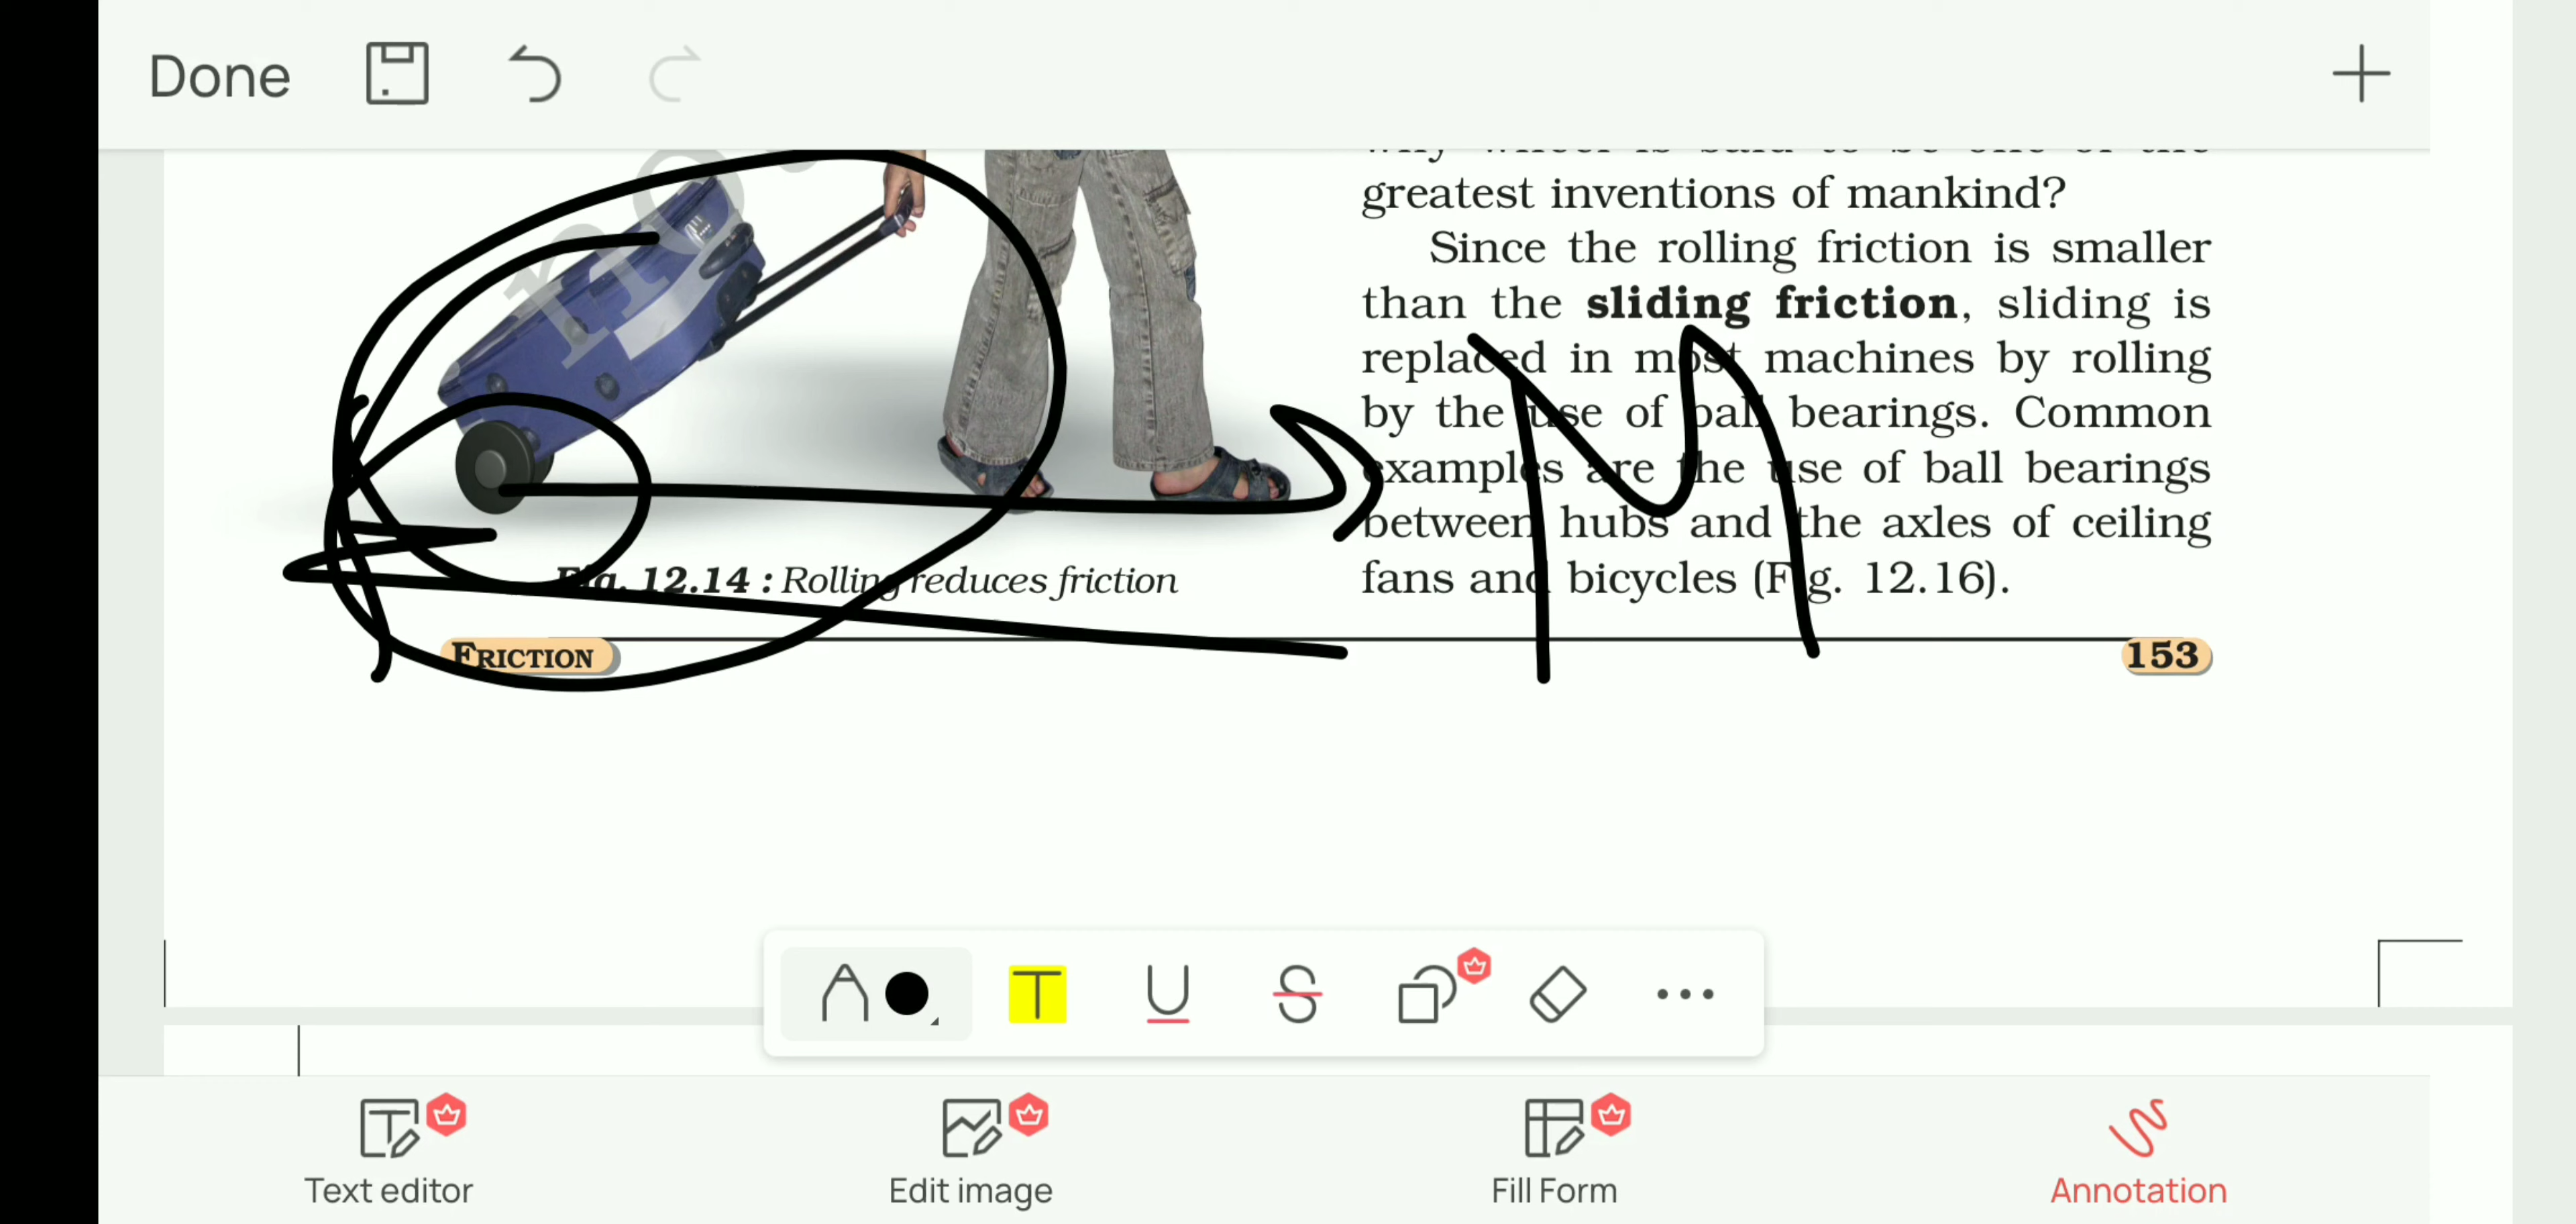 Done
greatest inventions of mankind?
Since the rolling friction is smaller
than the sliding friction, sliding is
replaced in most machines by rolling
by the use of ball bearings. Common
examples are the use of ball bearings
between hubs and the axles of ceiling
fans and bicycles (Fig. 12.16).
M
no
Fig. 12.14 : Rolling reduces friction
FRICTION
153
T
U
S
Text editor
Edit image
Fill Form
Annotation